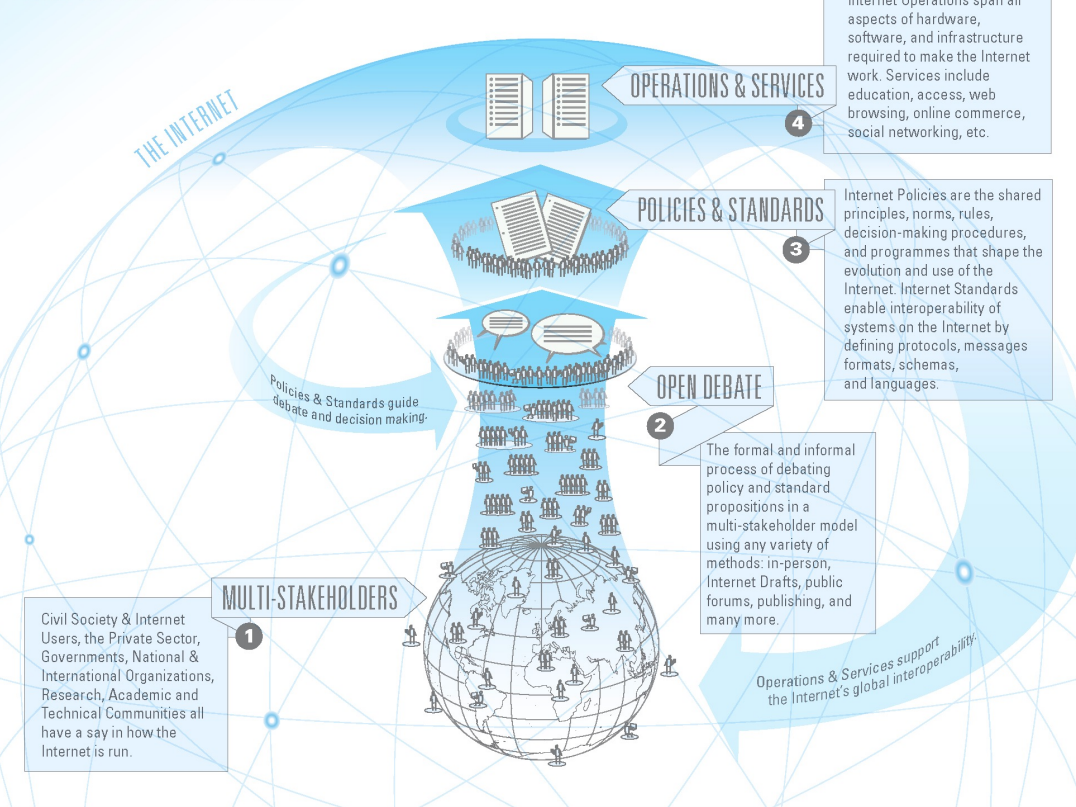 THE INTERNET
Internet Operations span all
aspects of hardware,
software, and infrastructure
required to make the Internet
work. Services include
education, access, web
browsing, online commerce,
social networking, etc.
OPERATIONS & SERVICES
4
POLICIES & STANDARDS
3
Internet Policies are the shared
principles, norms, rules,
decision-making procedures,
and programmes that shape the
evolution and use of the
Internet. Internet Standards
enable interoperability of
systems on the Internet by
defining protocols, messages
formats, schemas,
and languages.
Policies & Standards guide
debate and decision making.
OPEN DEBATE
2
The formal and informal
process of debating
policy and standard
propositions in a
multi-stakeholder model
using any variety of
methods: in-person,
Internet Drafts, public
forums, publishing, and
many more.
MULTI-STAKEHOLDERS
1
Civil Society & Internet
Users, the Private Sector,
Governments, National &
International Organizations,
Research, Academic and
Technical Communities all
have a say in how the
Internet is run.
Operations & Services support
the Internet's global interoperability.